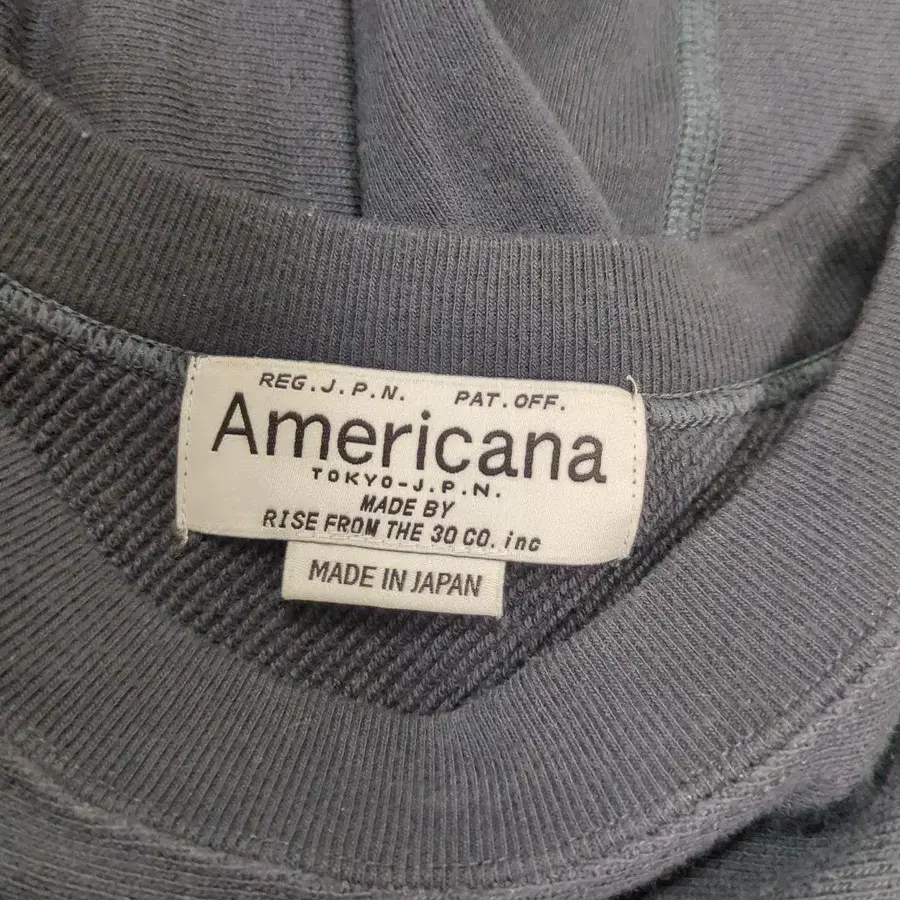 REG.J.P.N. PAT.OFF.
Americana
TOKYO-J.P.N.
MADE BY
RISE FROM THE 30 CO. inc
MADE IN JAPAN